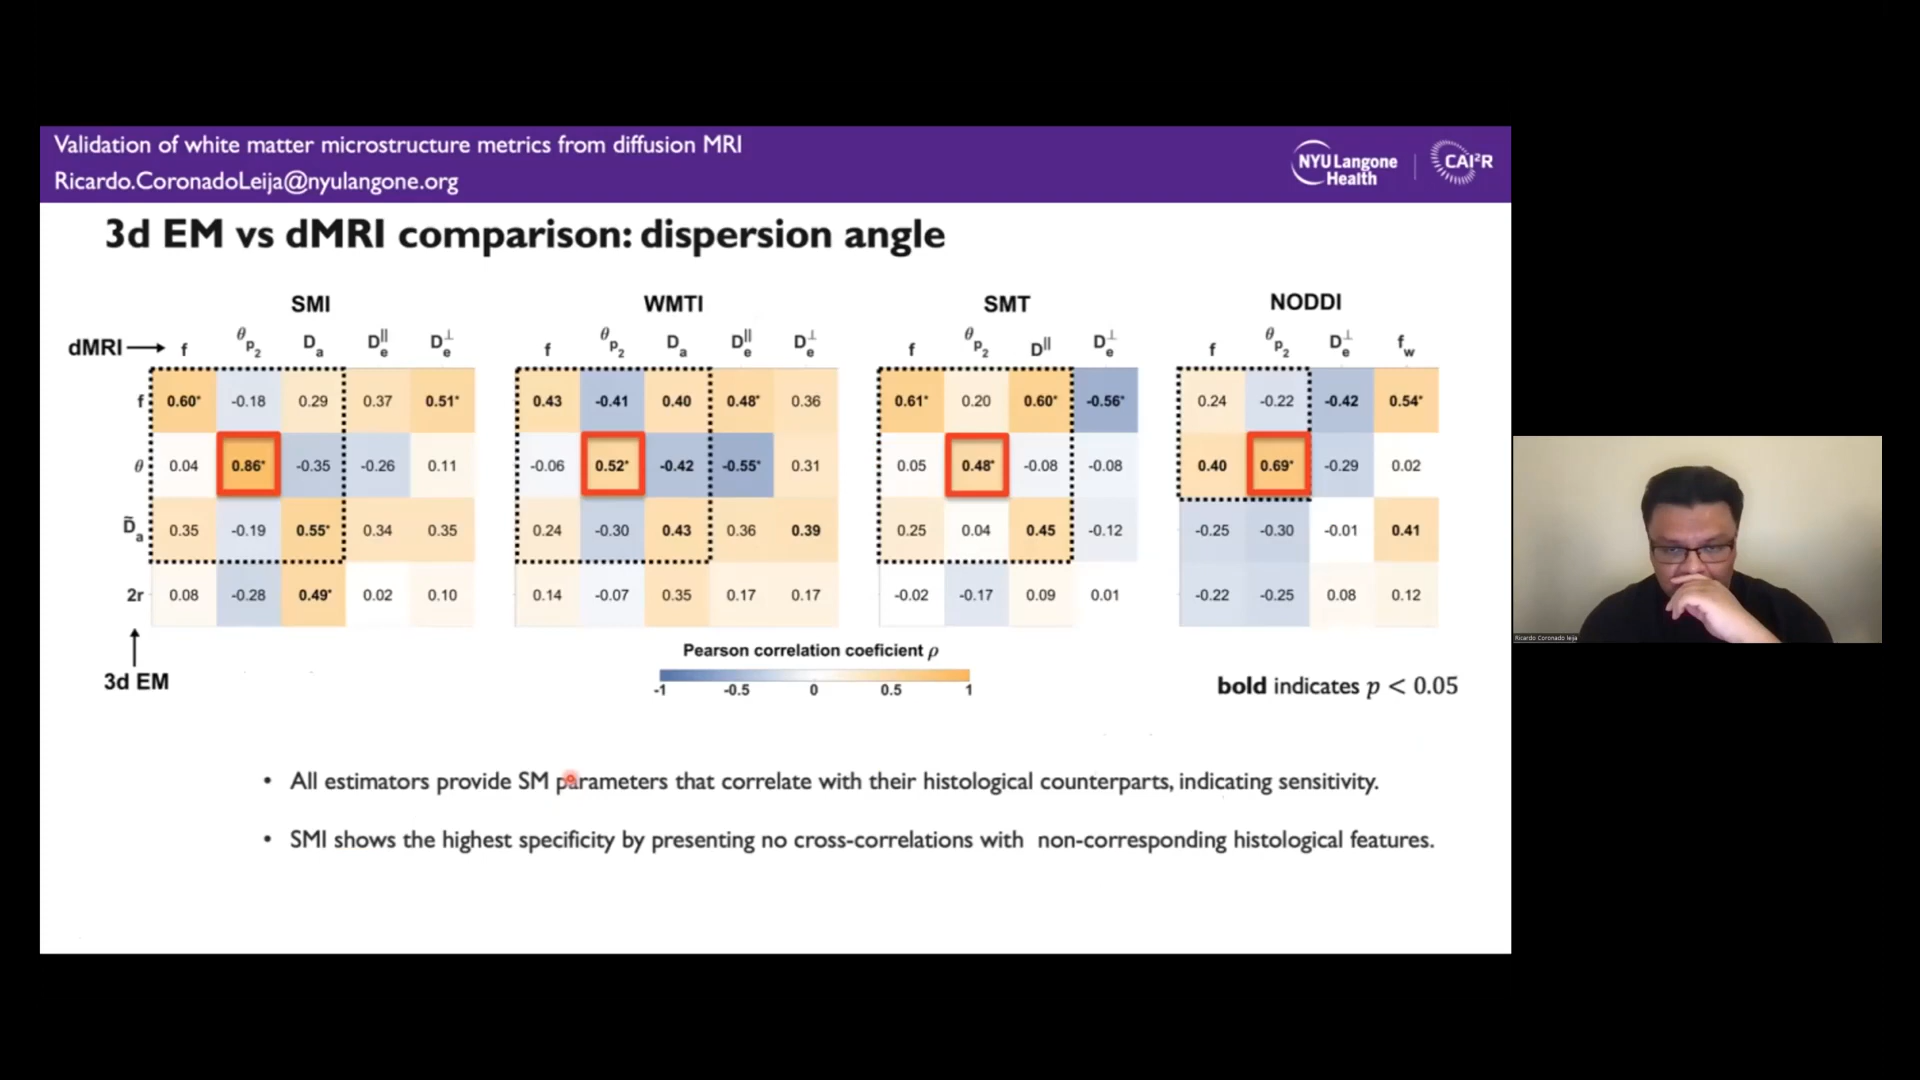 Validation of white matter microstructure metrics from diffusion MRI
Ricardo.CoronadoLeija@nyulangone.org
NYU Langone
Health
CAI²R
3d EM vs dMRI comparison: dispersion angle
SMI WMTI SMT NODDI
dMRI f θp₂ Da De∥ De⊥ f θp₂ Da De∥ De⊥ f θp₂ D∥ De⊥ f θp₂ De⊥ fw
f 0.60* -0.18 0.29 0.37 0.51* 0.43 -0.41 0.40 0.48* 0.36 0.61* 0.20 0.60* -0.56* 0.24 -0.22 -0.42 0.54*
θ 0.04 0.86* -0.35 -0.26 0.11 -0.06 0.52* -0.42 -0.55* 0.31 0.05 0.48* -0.08 -0.08 0.40 0.69* -0.29 0.02
D̃a 0.35 -0.19 0.55* 0.34 0.35 0.24 -0.30 0.43 0.36 0.39 0.25 0.04 0.45 -0.12 -0.25 -0.30 -0.01 0.41
2r 0.08 -0.28 0.49* 0.02 0.10 0.14 -0.07 0.35 0.17 0.17 -0.02 -0.17 0.09 0.01 -0.22 -0.25 0.08 0.12
3d EM
Pearson correlation coeficient ρ
-1 -0.5 0 0.5 1
bold indicates p < 0.05
• All estimators provide SM parameters that correlate with their histological counterparts, indicating sensitivity.
• SMI shows the highest specificity by presenting no cross-correlations with non-corresponding histological features.
Ricardo Coronado leija